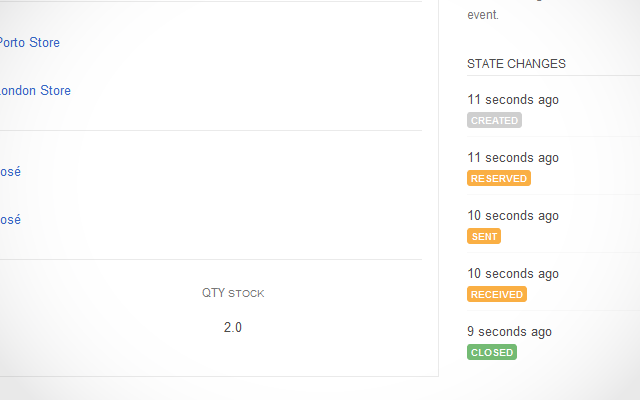 Porto Store
London Store
osé
osé
QTY STOCK
2.0
event.
STATE CHANGES
11 seconds ago
CREATED
11 seconds ago
RESERVED
10 seconds ago
SENT
10 seconds ago
RECEIVED
9 seconds ago
CLOSED